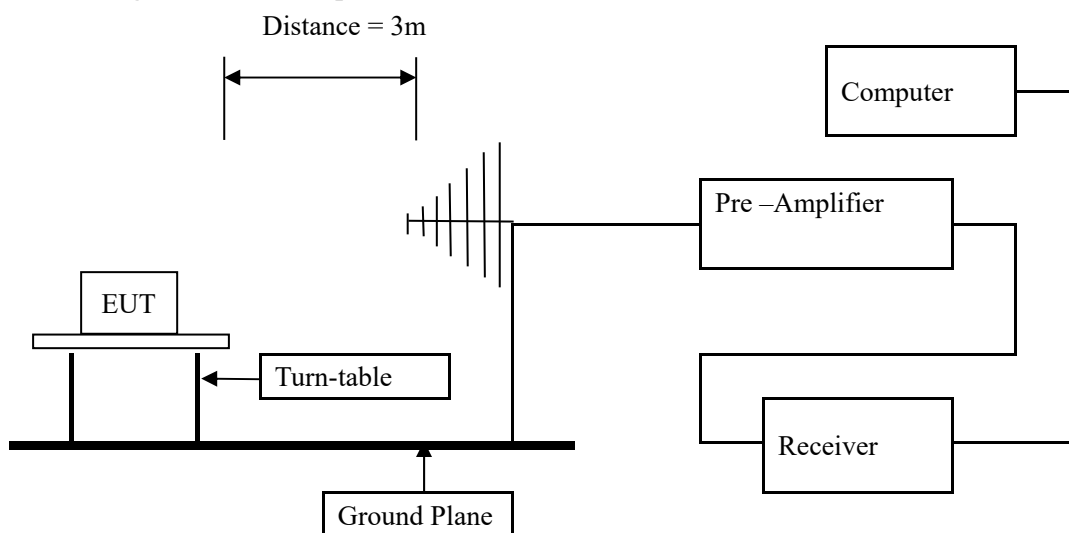 Distance = 3m
Computer
Pre –Amplifier
EUT
Turn-table
Receiver
Ground Plane